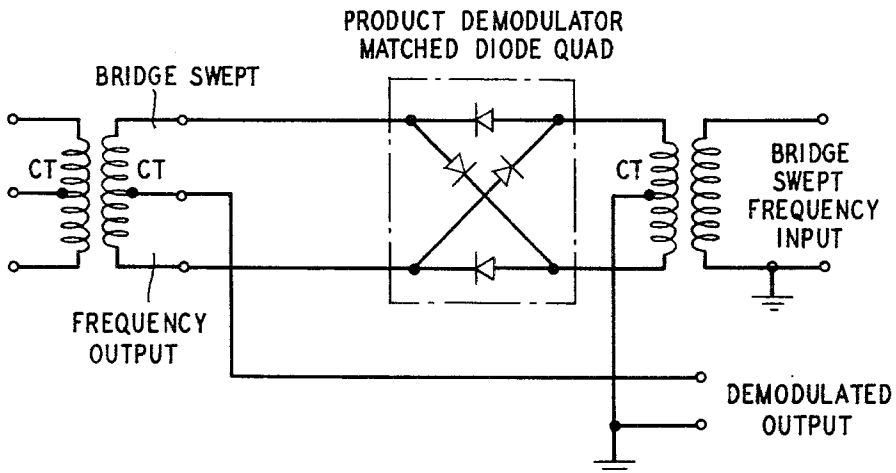 PRODUCT DEMODULATOR
MATCHED DIODE QUAD
BRIDGE SWEPT
CT
CT
CT
BRIDGE
SWEPT
FREQUENCY
INPUT
FREQUENCY
OUTPUT
DEMODULATED
OUTPUT